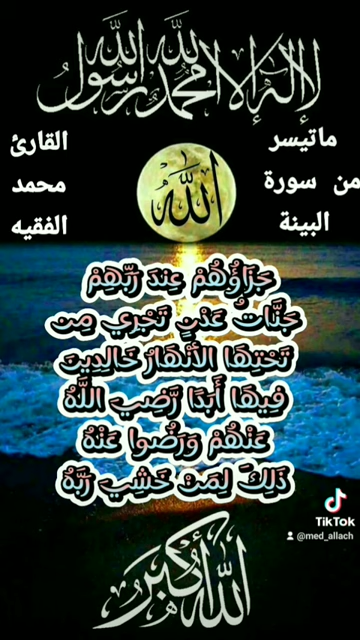 لا إله إلا الله محمد رسول الله
ماتيسر
من سورة
البينة
القارئ
محمد
الفقيه
الله
جَزَاؤُهُمْ عِندَ رَبِّهِمْ
جَنَّاتُ عَدْنٍ تَجْرِي مِن
تَحْتِهَا الْأَنْهَارُ خَالِدِينَ
فِيهَا أَبَدًا رَّضِيَ اللَّهُ
عَنْهُمْ وَرَضُوا عَنْهُ
ذَٰلِكَ لِمَنْ خَشِيَ رَبَّهُ
الله أكبر
TikTok
@med_allach